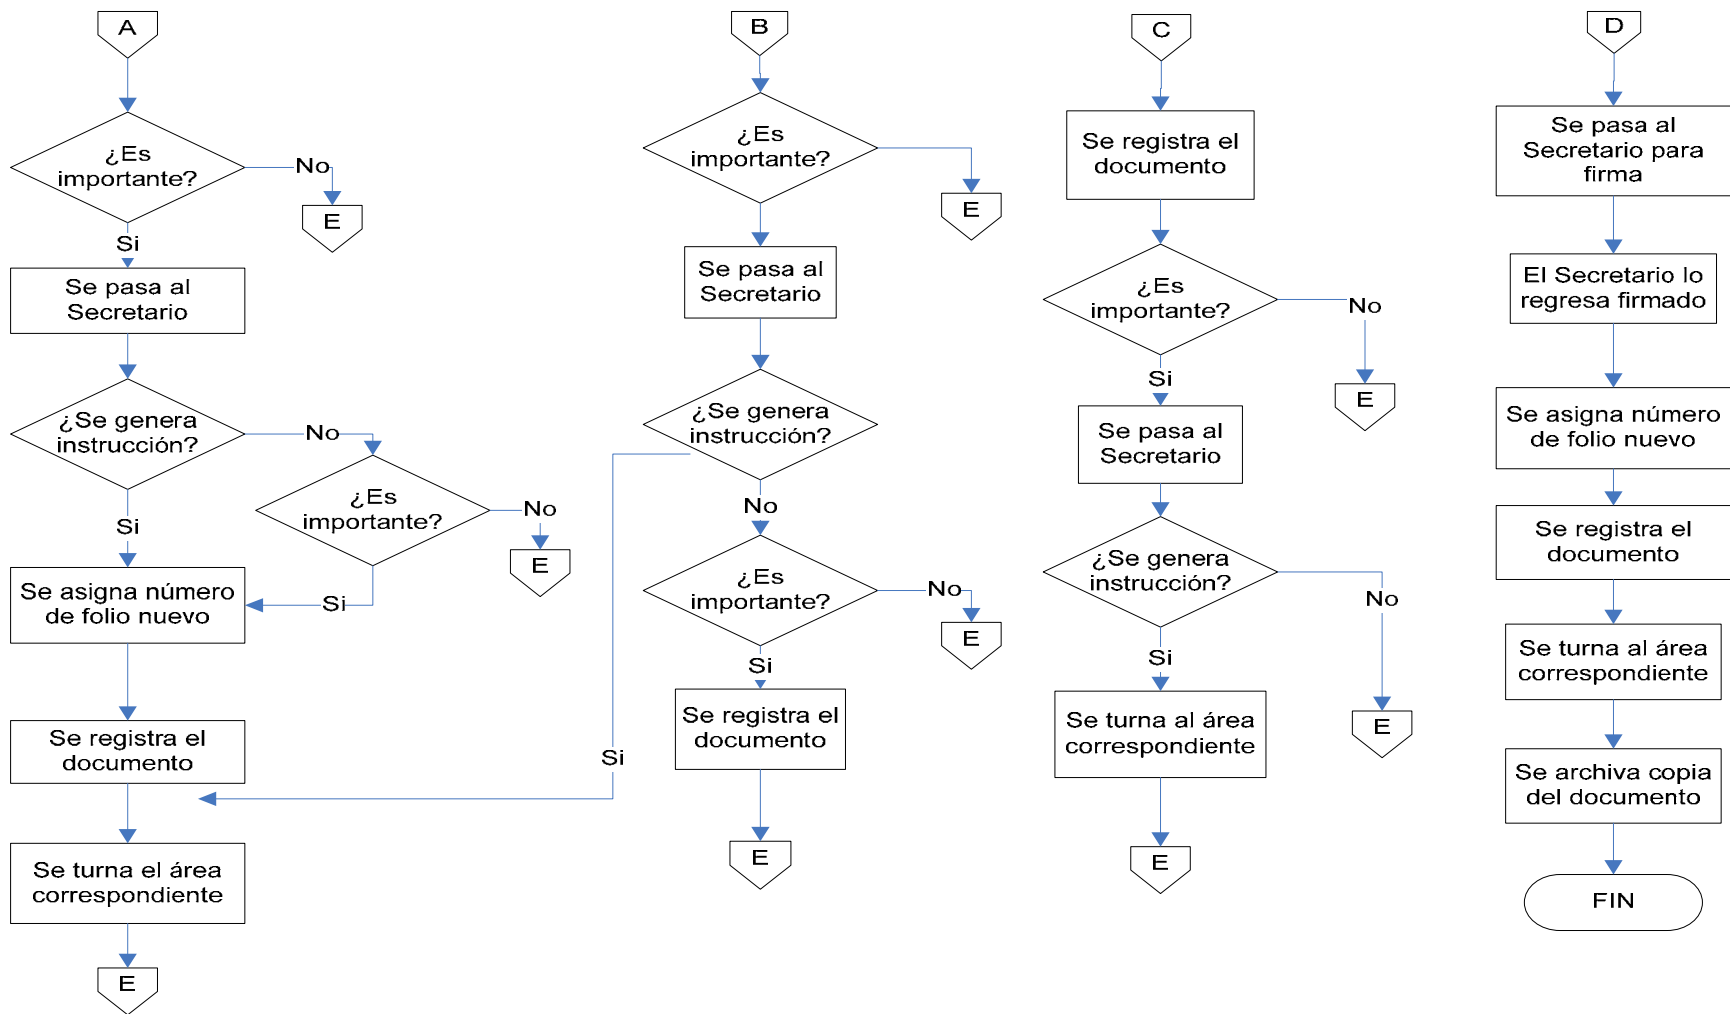 A
¿Es
importante?
No
E
Si
Se pasa al
Secretario
¿Se genera
instrucción?
No
¿Es
importante?
No
E
Si
Si
Se asigna número
de folio nuevo
Se registra el
documento
Se turna el área
correspondiente
E
B
¿Es
importante?
E
Se pasa al
Secretario
¿Se genera
instrucción?
Si
No
¿Es
importante?
No
E
Si
Se registra el
documento
E
C
Se registra el
documento
¿Es
importante?
No
E
Si
Se pasa al
Secretario
¿Se genera
instrucción?
No
E
Si
Se turna al área
correspondiente
E
D
Se pasa al
Secretario para
firma
El Secretario lo
regresa firmado
Se asigna número
de folio nuevo
Se registra el
documento
Se turna al área
correspondiente
Se archiva copia
del documento
FIN